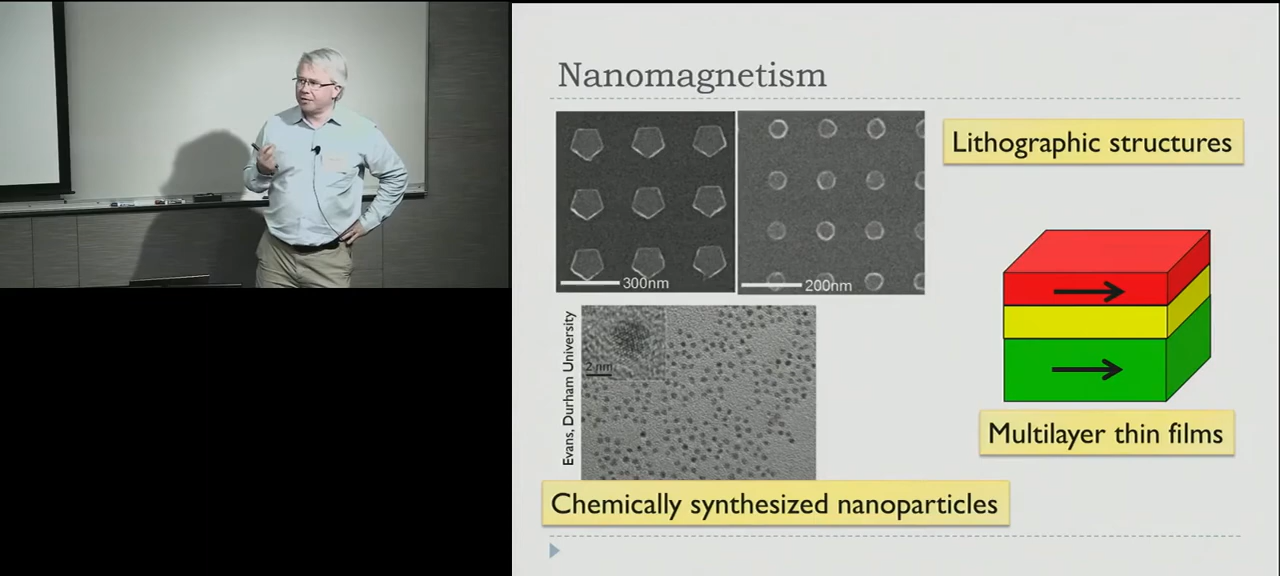 Nanomagnetism
Lithographic structures
300nm
200nm
Evans, Durham University
2 nm
Multilayer thin films
Chemically synthesized nanoparticles